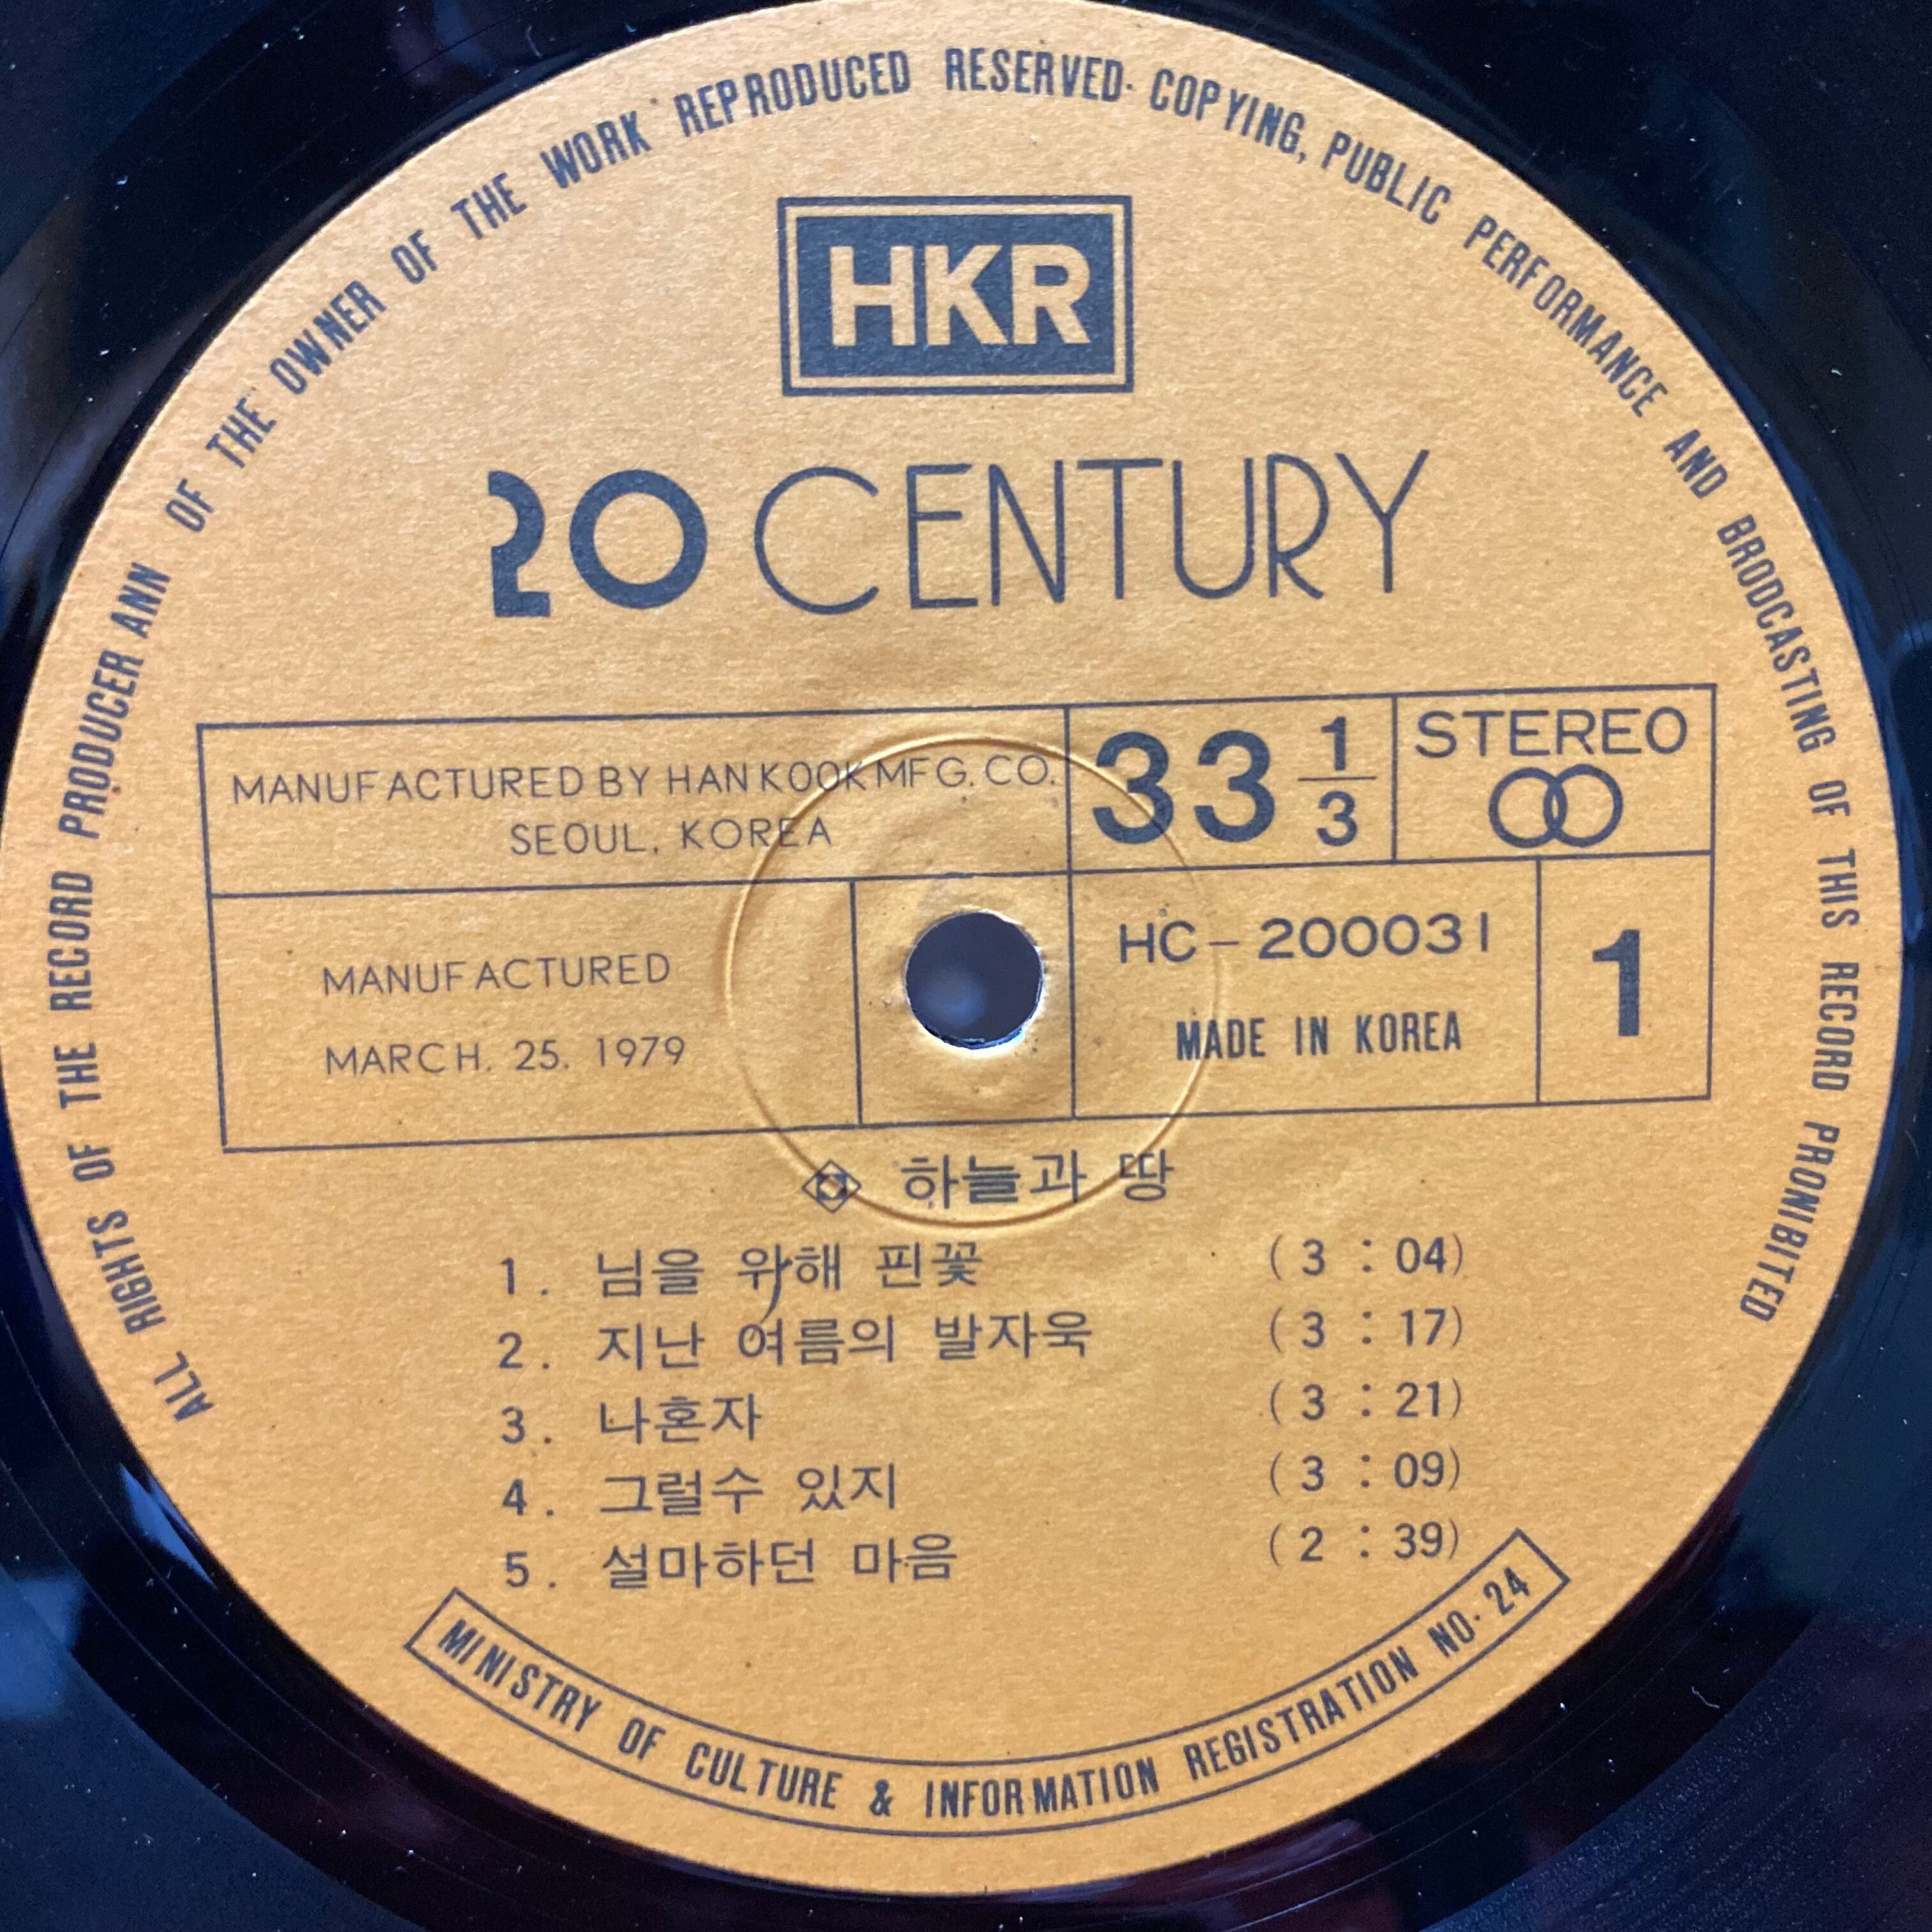 ALL RIGHTS OF THE RECORD PRODUCER ANN OF THE OWNER OF THE WORK REPRODUCED RESERVED· COPYING, PUBLIC PERFORMANCE AND BRODCASTING OF THIS RECORD PRONIBITED
HKR
20 CENTURY
MANUFACTURED BY HAN KOOK MFG. CO.
SEOUL, KOREA
33 1/3
STEREO
MANUFACTURED
MARCH. 25. 1979
HC-200031
MADE IN KOREA
1
하늘과 땅
1. 님을 위해 핀꽃 (3 : 04)
2. 지난 여름의 발자욱 (3 : 17)
3. 나혼자 (3 : 21)
4. 그럴수 있지 (3 : 09)
5. 설마하던 마음 (2 : 39)
MINISTRY OF CULTURE & INFORMATION REGISTRATION NO· 24